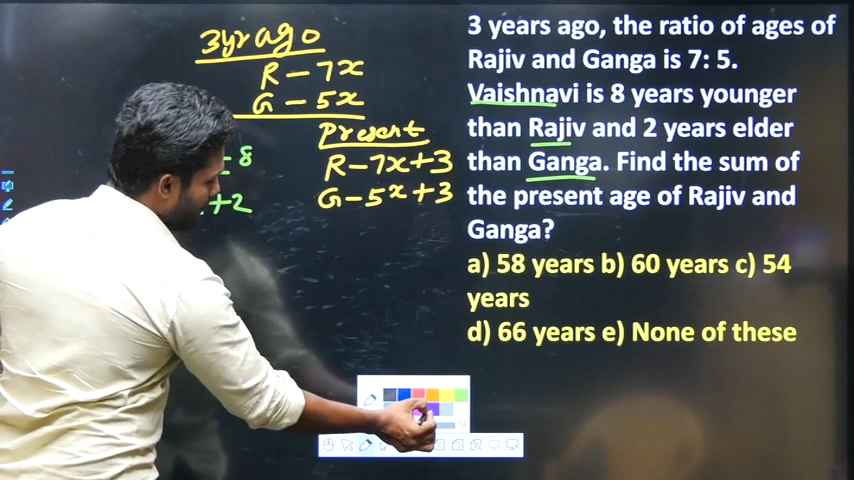 3yr ago
R - 7x
G - 5x
Present
R - 7x + 3
G - 5x + 3
- 8
+ 2
3 years ago, the ratio of ages of
Rajiv and Ganga is 7: 5.
Vaishnavi is 8 years younger
than Rajiv and 2 years elder
than Ganga. Find the sum of
the present age of Rajiv and
Ganga?
a) 58 years b) 60 years c) 54
years
d) 66 years e) None of these